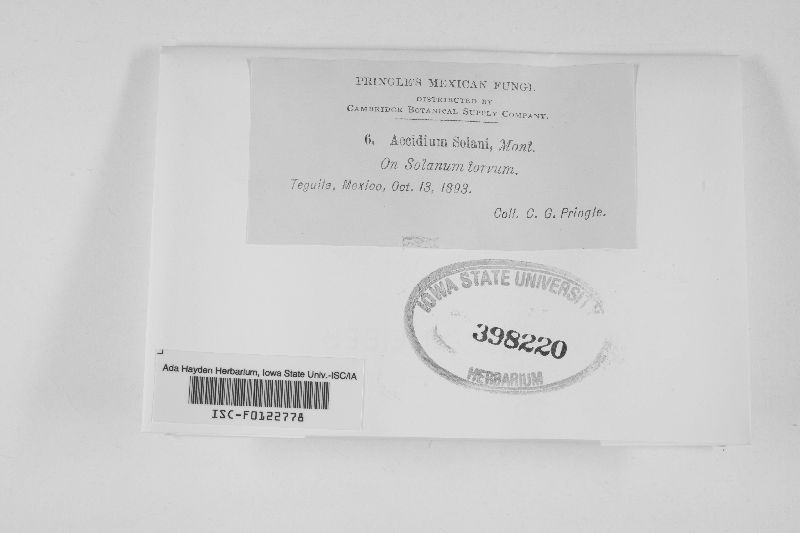 PRINGLE'S MEXICAN FUNGI.
DISTRIBUTED BY
CAMBRIDGE BOTANICAL SUPPLY COMPANY.
6. Aecidium Solani, Mont.
On Solanum torvum.
Tequila, Mexico, Oct. 13, 1893.
Coll. C. G. Pringle.
IOWA STATE UNIVERSITY
398220
HERBARIUM
Ada Hayden Herbarium, Iowa State Univ.-ISC/IA
ISC-F0122778